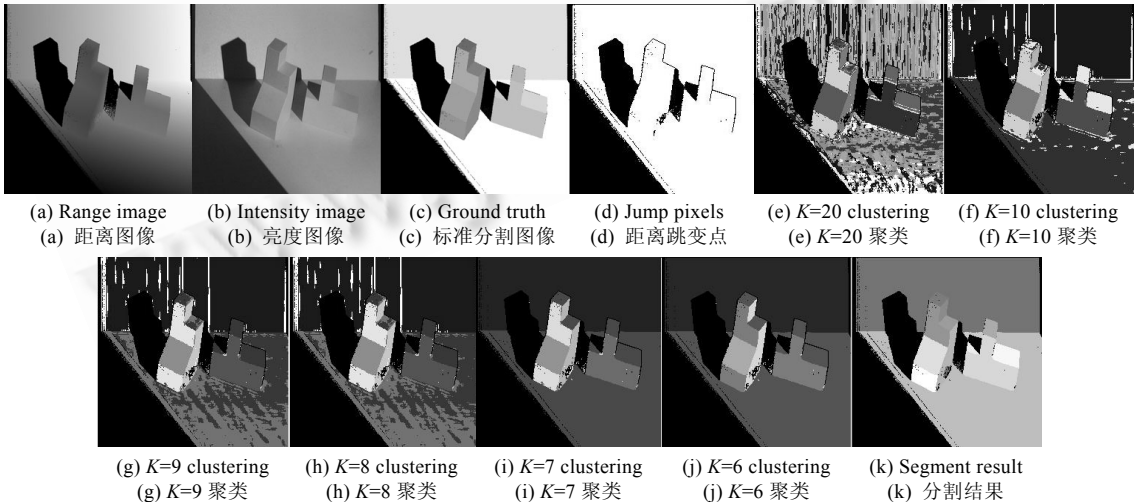 (a) Range image (b) Intensity image (c) Ground truth (d) Jump pixels (e) K=20 clustering (f) K=10 clustering
(a) 距离图像 (b) 亮度图像 (c) 标准分割图像 (d) 距离跳变点 (e) K=20 聚类 (f) K=10 聚类
(g) K=9 clustering (h) K=8 clustering (i) K=7 clustering (j) K=6 clustering (k) Segment result
(g) K=9 聚类 (h) K=8 聚类 (i) K=7 聚类 (j) K=6 聚类 (k) 分割结果